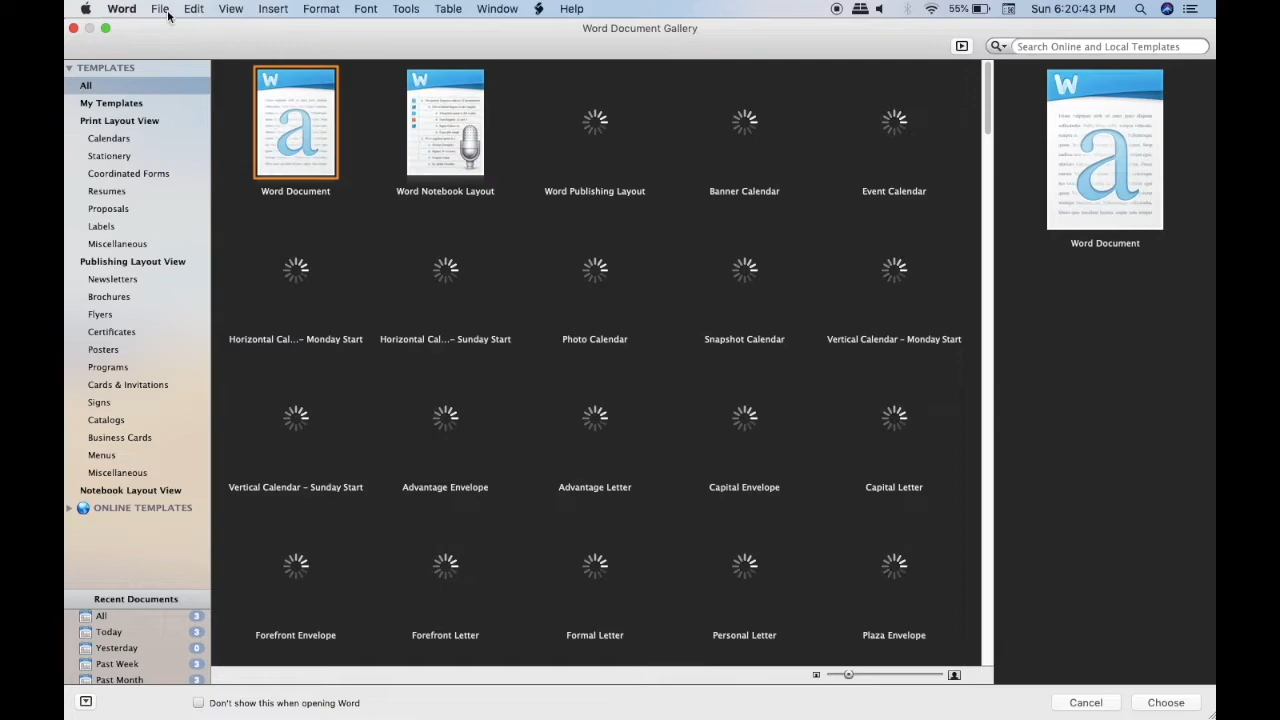 Word File Edit View Insert Format Font Tools Table Window Help 55% Sun 6:20:43 PM
Word Document Gallery
Search Online and Local Templates
TEMPLATES
All
My Templates
Print Layout View
Calendars
Stationery
Coordinated Forms
Resumes
Proposals
Labels
Miscellaneous
Publishing Layout View
Newsletters
Brochures
Flyers
Certificates
Posters
Programs
Cards & Invitations
Signs
Catalogs
Business Cards
Menus
Miscellaneous
Notebook Layout View
ONLINE TEMPLATES
Recent Documents
All 3
Today 3
Yesterday 0
Past Week 3
Past Month
W W
a
Word Document Word Notebook Layout Word Publishing Layout Banner Calendar Event Calendar
Horizontal Cal...– Monday Start Horizontal Cal...– Sunday Start Photo Calendar Snapshot Calendar Vertical Calendar – Monday Start
Vertical Calendar – Sunday Start Advantage Envelope Advantage Letter Capital Envelope Capital Letter
Forefront Envelope Forefront Letter Formal Letter Personal Letter Plaza Envelope
W
a
Word Document
Don't show this when opening Word
Cancel Choose